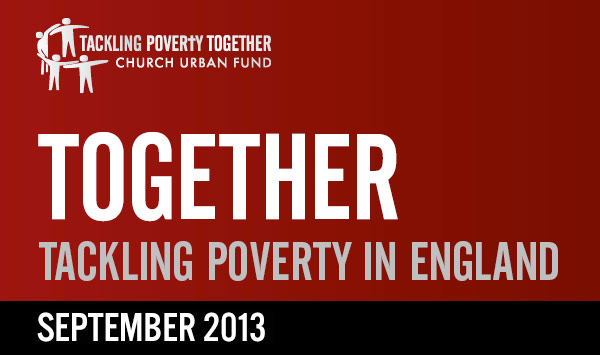 TACKLING POVERTY TOGETHER
CHURCH URBAN FUND
TOGETHER
TACKLING POVERTY IN ENGLAND
SEPTEMBER 2013